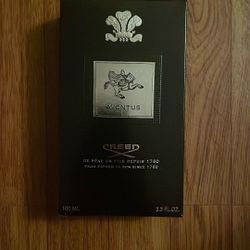 AVENTUS
CREED
DE PÈRE EN FILS DEPUIS 1760
FROM FATHER TO SON SINCE 1760
100 ML
3.3 FL.OZ.